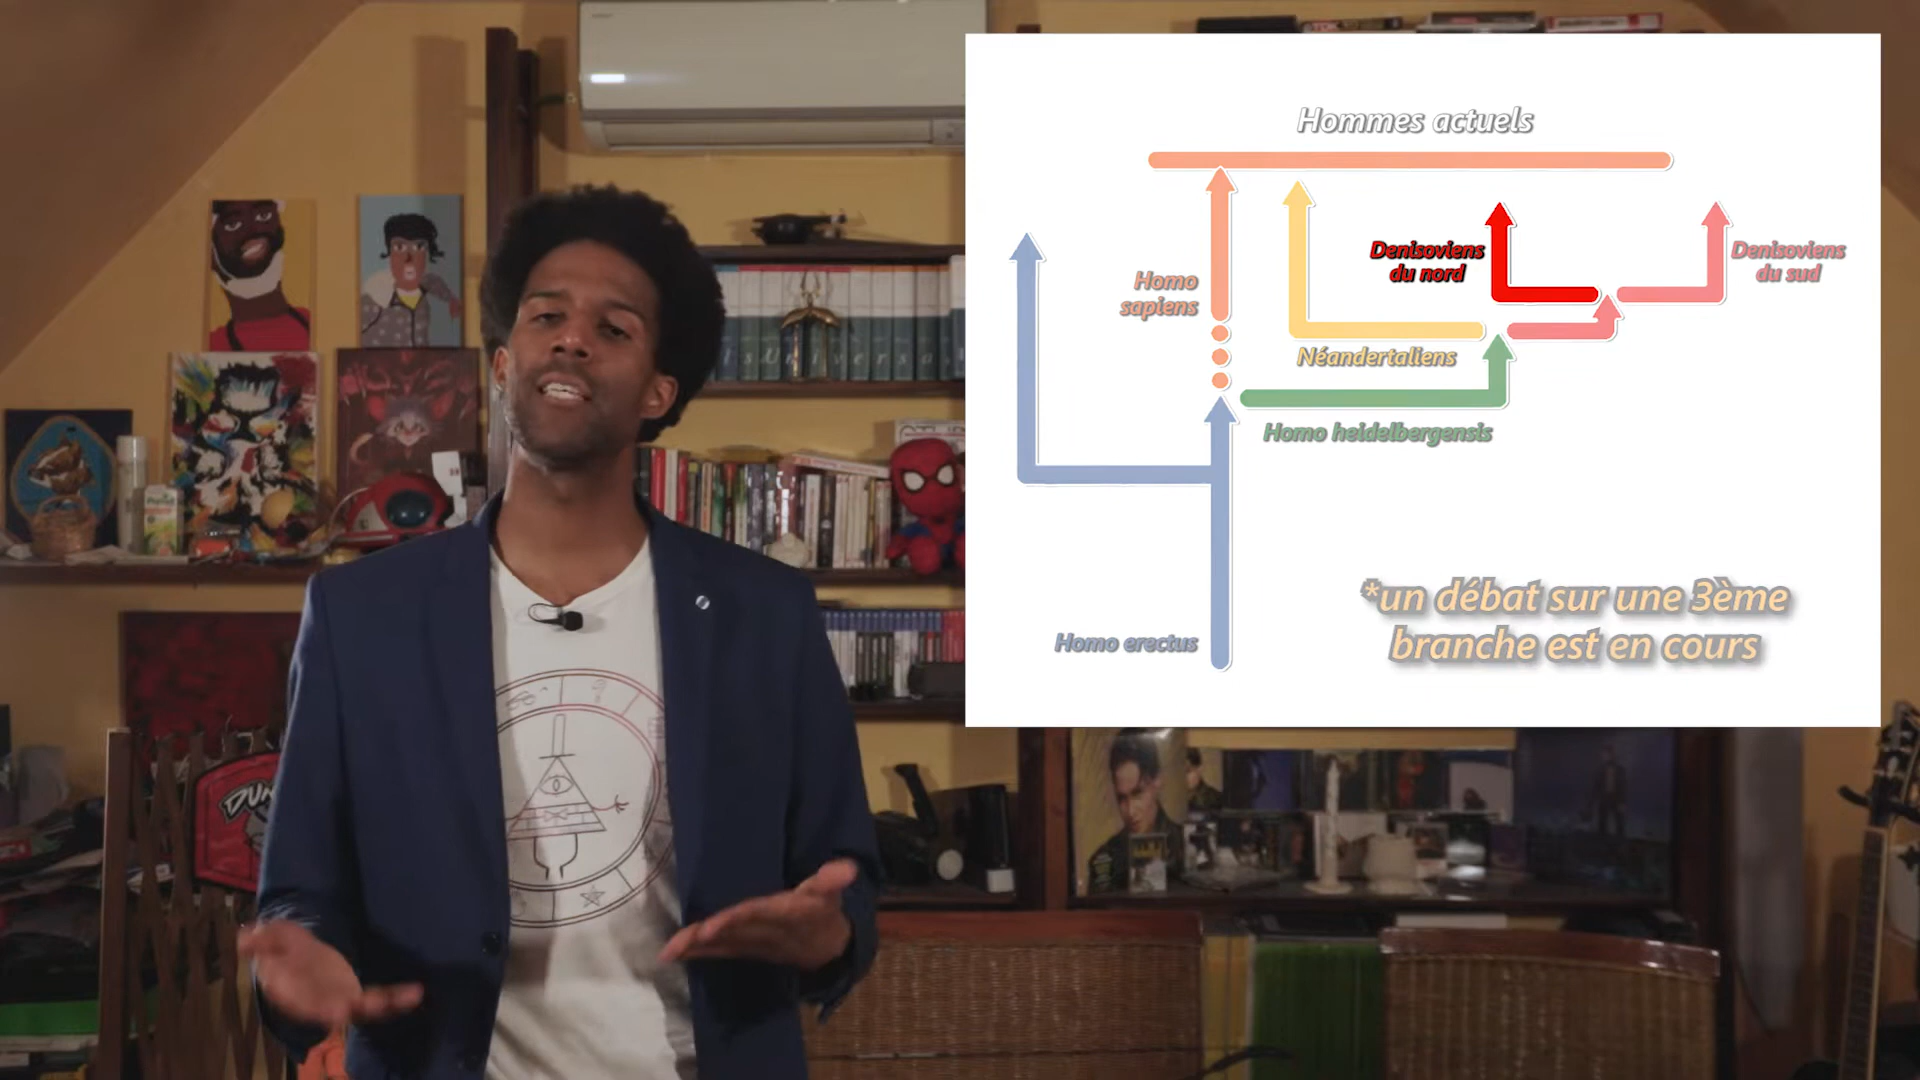 Hommes actuels
Homo
sapiens
Denisoviens
du nord
Denisoviens
du sud
Néandertaliens
Homo heidelbergensis
Homo erectus
*un débat sur une 3ème
branche est en cours